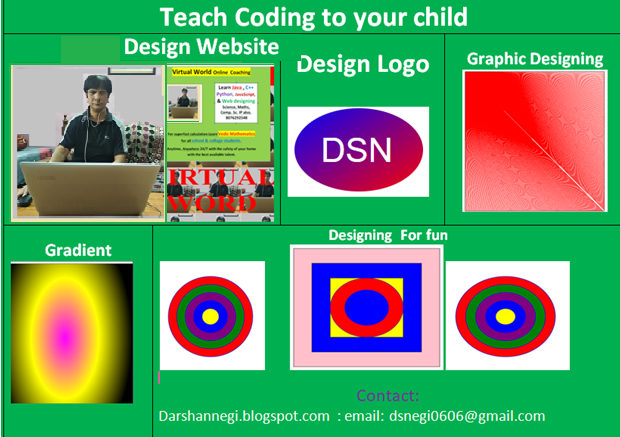 Teach Coding to your child
Design Website
Design Logo
Graphic Designing
Virtual World Online Coaching
Learn Java , C++
Python, JavaScript,
& Web designing
Science, Maths,
Comp. Sc, IP also.
8076292548
For superfast calculation Learn Vedic Mathematics
for all school & college students.
Anytime, Anywhere 24/7 with the safety of your home
with the best available talent.
IRTUAL
WORD
DSN
Gradient
Designing For fun
Contact:
Darshannegi.blogspot.com : email: dsnegi0606@gmail.com